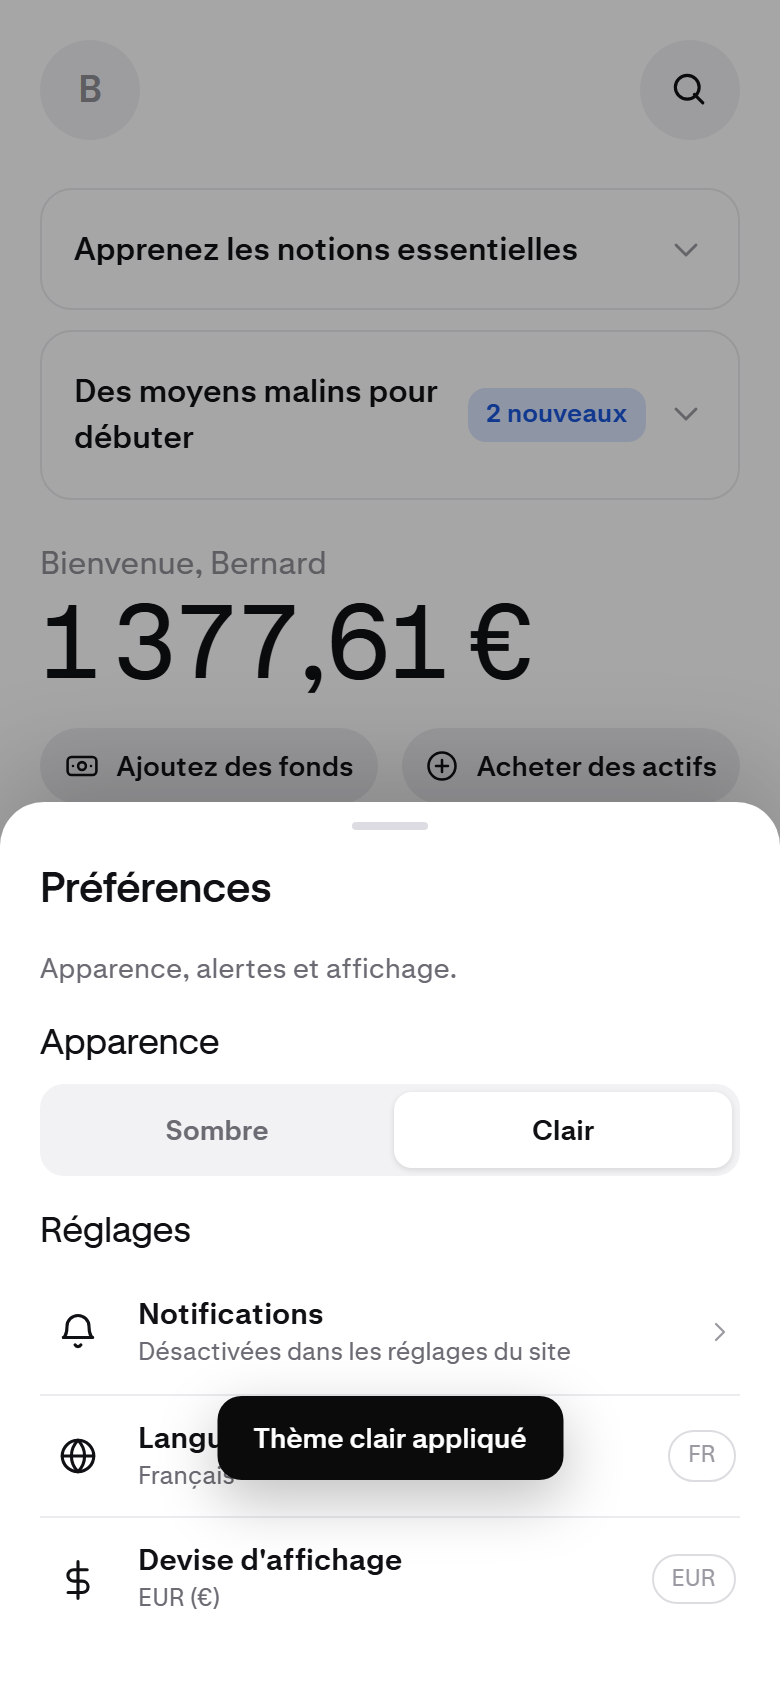 B
Apprenez les notions essentielles
Des moyens malins pour
débuter
2 nouveaux
Bienvenue, Bernard
1 377,61 €
Ajoutez des fonds
Acheter des actifs
Préférences
Apparence, alertes et affichage.
Apparence
Sombre
Clair
Réglages
Notifications
Désactivées dans les réglages du site
Thème clair appliqué
Français
FR
Devise d'affichage
EUR (€)
EUR